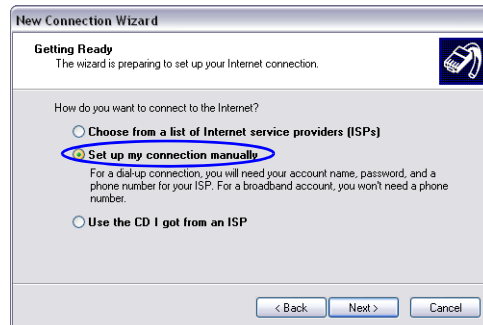 New Connection Wizard
Getting Ready
The wizard is preparing to set up your Internet connection.
How do you want to connect to the Internet?
Choose from a list of Internet service providers (ISPs)
Set up my connection manually
For a dial-up connection, you will need your account name, password, and a
phone number for your ISP. For a broadband account, you won't need a phone
number.
Use the CD I got from an ISP
< Back Next > Cancel